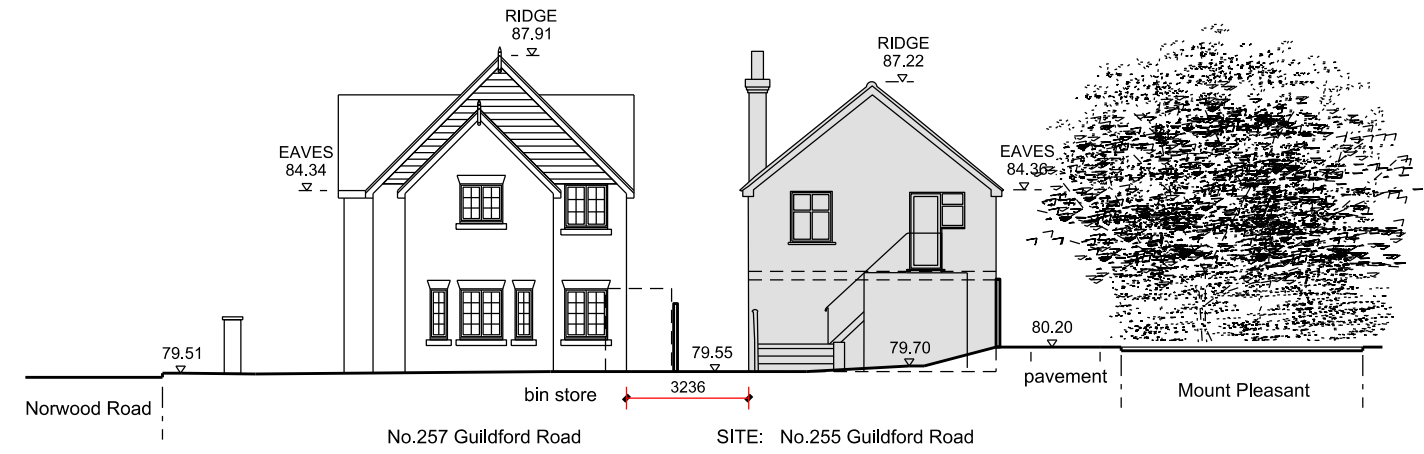 RIDGE
87.91
RIDGE
87.22
EAVES
84.34
EAVES
84.36
79.51
79.55
79.70
80.20
3236
bin store
pavement
Norwood Road
Mount Pleasant
No.257 Guildford Road
SITE: No.255 Guildford Road